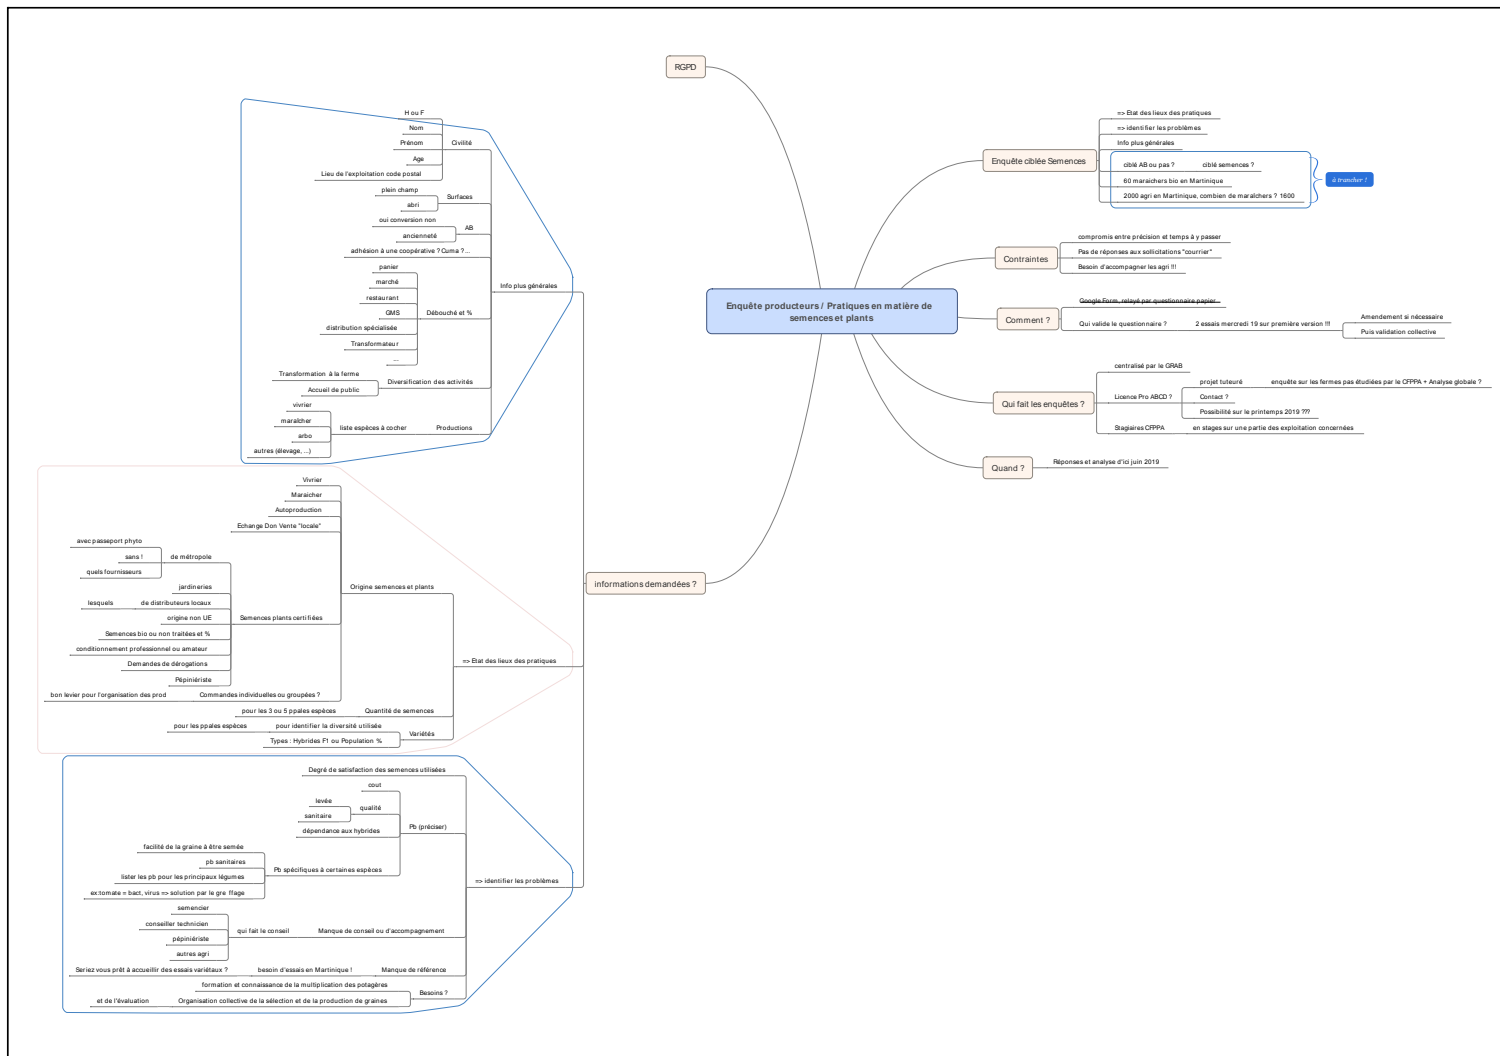 RGPD
Enquête producteurs / Pratiques en matière de
semences et plants
Enquête ciblée Semences
=> Etat des lieux des pratiques
=> identifier les problèmes
Info plus générales
ciblé AB ou pas ? ciblé semences ?
60 maraichers bio en Martinique
2000 agri en Martinique, combien de maraîchers ? 1600
à trancher !
Contraintes
compromis entre précision et temps à y passer
Pas de réponses aux sollicitations "courrier"
Besoin d'accompagner les agri !!!
Comment ?
Google Form, relayé par questionnaire papier...
Qui valide le questionnaire ?
2 essais mercredi 19 sur première version !!!
Amendement si nécessaire
Puis validation collective
Qui fait les enquêtes ?
centralisé par le GRAB
Licence Pro ABCD ?
projet tuteuré
enquête sur les fermes pas étudiées par le CFPPA + Analyse globale ?
Contact ?
Possibilité sur le printemps 2019 ???
Stagiaires CFPPA
en stages sur une partie des exploitation concernées
Quand ?
Réponses et analyse d'ici juin 2019
informations demandées ?
Info plus générales
Civilité
H ou F
Nom
Prénom
Age
Lieu de l'exploitation code postal
Surfaces
plein champ
abri
AB
oui conversion non
ancienneté
adhésion à une coopérative ? Cuma ? ...
Débouché et %
panier
marché
restaurant
GMS
distribution spécialisée
Transformateur
...
Diversification des activités
Transformation à la ferme
Accueil de public
Productions
liste espèces à cocher
vivrier
maraîcher
arbo
autres (élevage, ...)
=> Etat des lieux des pratiques
Origine semences et plants
Vivrier
Maraicher
Autoproduction
Echange Don Vente "locale"
Semences plants certifiées
de métropole
avec passeport phyto
sans !
quels fournisseurs
jardineries
de distributeurs locaux
lesquels
origine non UE
Semences bio ou non traitées et %
conditionnement professionnel ou amateur
Demandes de dérogations
Pépiniériste
Commandes individuelles ou groupées ?
bon levier pour l'organisation des prod
Quantité de semences
pour les 3 ou 5 ppales espèces
Variétés
pour identifier la diversité utilisée
pour les ppales espèces
Types : Hybrides F1 ou Population %
=> identifier les problèmes
Degré de satisfaction des semences utilisées
Pb (préciser)
cout
qualité
levée
sanitaire
dépendance aux hybrides
Pb spécifiques à certaines espèces
facilité de la graine à être semée
pb sanitaires
lister les pb pour les principaux légumes
ex:tomate = bact, virus => solution par le gre ffage
Manque de conseil ou d'accompagnement
qui fait le conseil
semencier
conseiller technicien
pépiniériste
autres agri
Manque de référence
besoin d'essais en Martinique !
Seriez vous prêt à accueillir des essais variétaux ?
Besoins ?
formation et connaissance de la multiplication des potagères
Organisation collective de la sélection et de la production de graines
et de l'évaluation